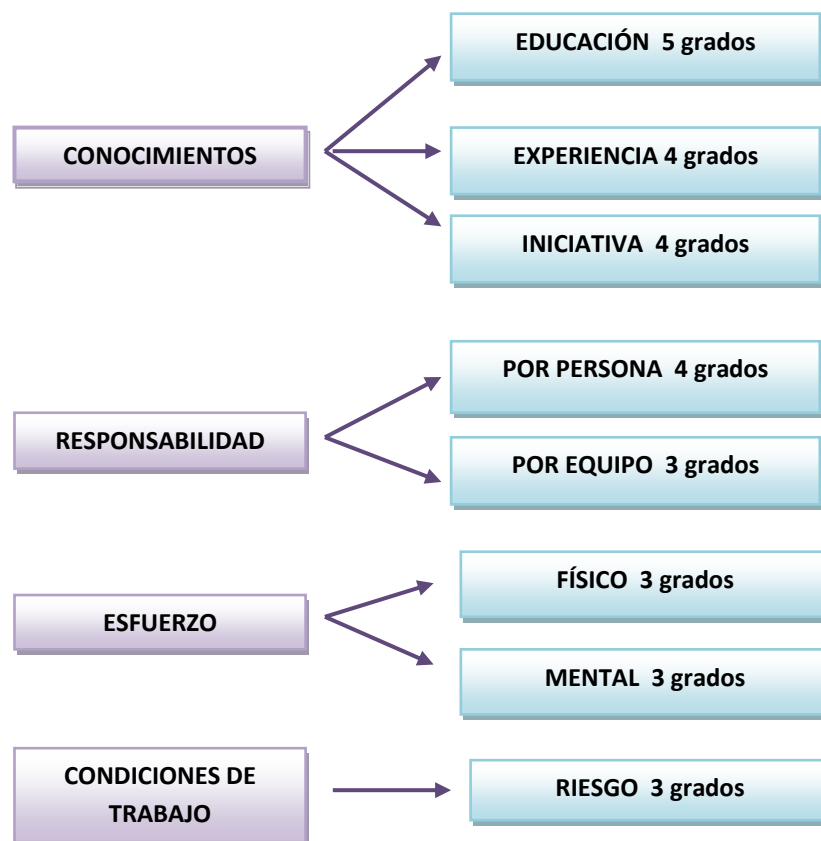 CONOCIMIENTOS
EDUCACIÓN 5 grados
EXPERIENCIA 4 grados
INICIATIVA 4 grados
RESPONSABILIDAD
POR PERSONA 4 grados
POR EQUIPO 3 grados
ESFUERZO
FÍSICO 3 grados
MENTAL 3 grados
CONDICIONES DE
TRABAJO
RIESGO 3 grados